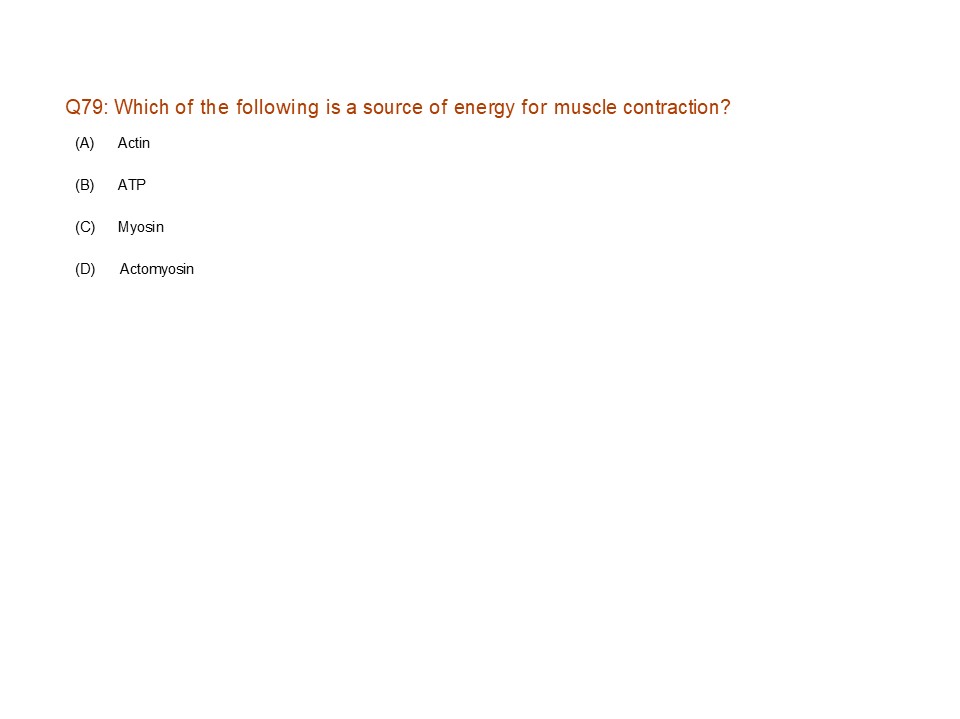 Q79: Which of the following is a source of energy for muscle contraction?
(A) Actin
(B) ATP
(C) Myosin
(D) Actomyosin